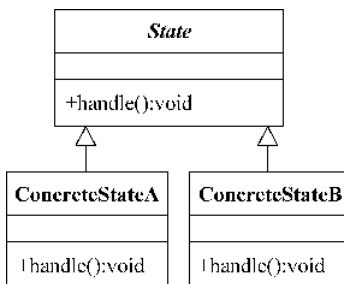 State
+handle():void
ConcreteStateA
ConcreteStateB
+handle():void
+handle():void